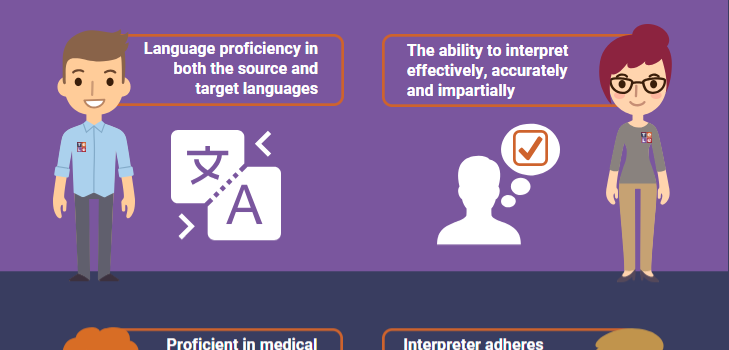 Language proficiency in
both the source and
target languages
The ability to interpret
effectively, accurately
and impartially
文
A
Proficient in medical
Interpreter adheres